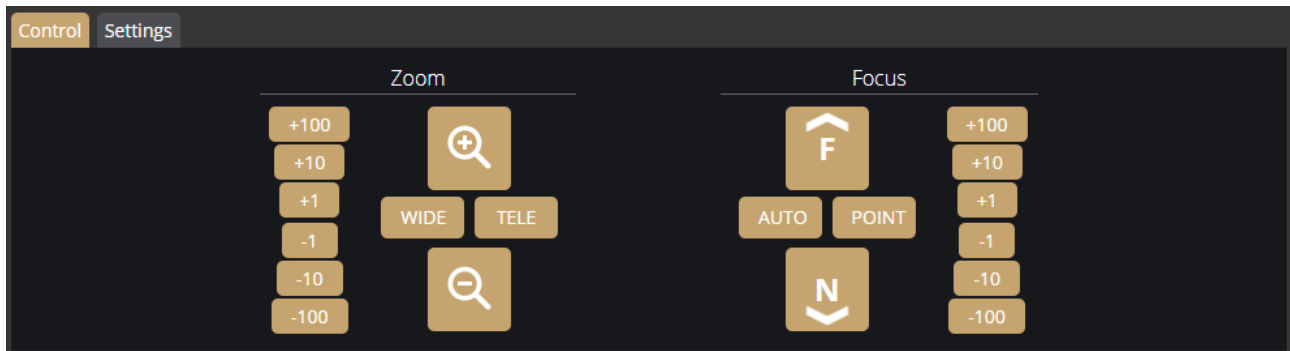 Control Settings
Zoom
Focus
+100
+10
+1
-1
-10
-100
WIDE TELE
F
AUTO POINT
N
+100
+10
+1
-1
-10
-100